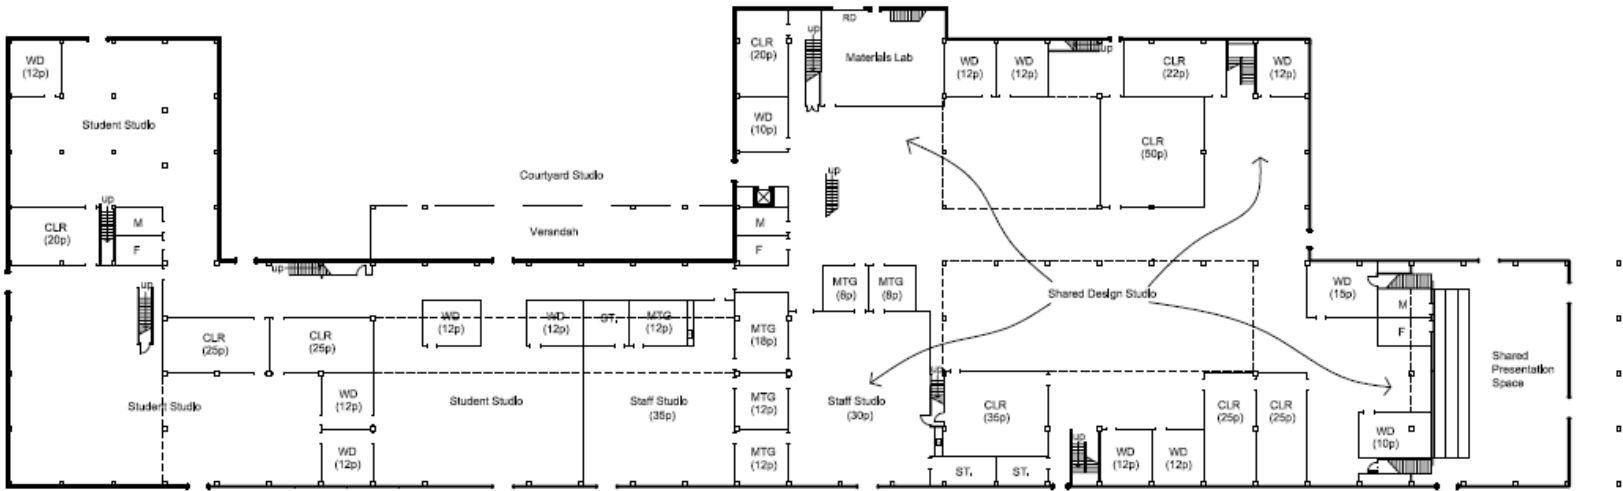 RD
up
CLR
(20p)
Materials Lab
up
WD
(12p)
WD
(12p)
WD
(12p)
CLR
(22p)
WD
(12p)
Student Studio
WD
(10p)
CLR
(50p)
Courtyard Studio
up
up
CLR
(20p)
M
F
Verandah
M
F
up
MTG
(8p)
MTG
(8p)
Shared Design Studio
WD
(15p)
M
F
up
CLR
(25p)
CLR
(25p)
WD
(12p)
WD
(12p)
ST.
MTG
(12p)
MTG
(18p)
Shared
Presentation
Space
up
Student Studio
WD
(12p)
Student Studio
Staff Studio
(35p)
MTG
(12p)
Staff Studio
(30p)
CLR
(35p)
CLR
(25p)
CLR
(25p)
WD
(10p)
WD
(12p)
MTG
(12p)
ST.
ST.
up
WD
(12p)
WD
(12p)